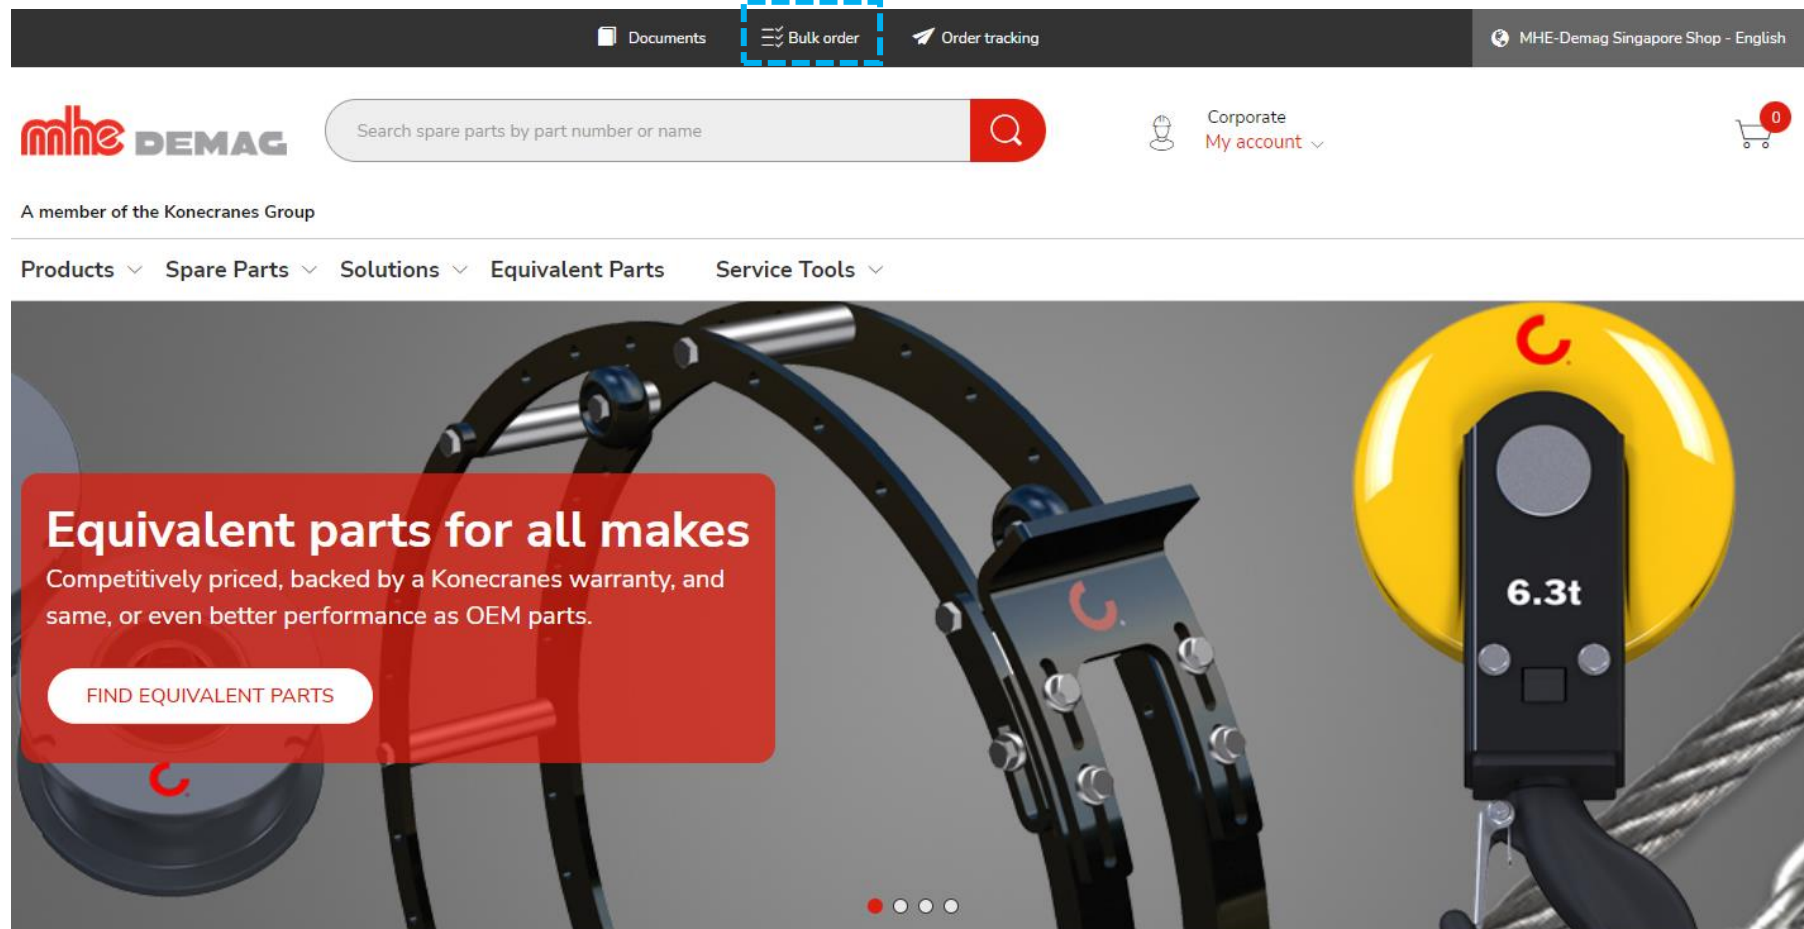 Documents
Bulk order
Order tracking
MHE-Demag Singapore Shop - English
mhe DEMAG
Search spare parts by part number or name
Corporate
My account
0
A member of the Konecranes Group
Products
Spare Parts
Solutions
Equivalent Parts
Service Tools
Equivalent parts for all makes
Competitively priced, backed by a Konecranes warranty, and
same, or even better performance as OEM parts.
FIND EQUIVALENT PARTS
6.3t